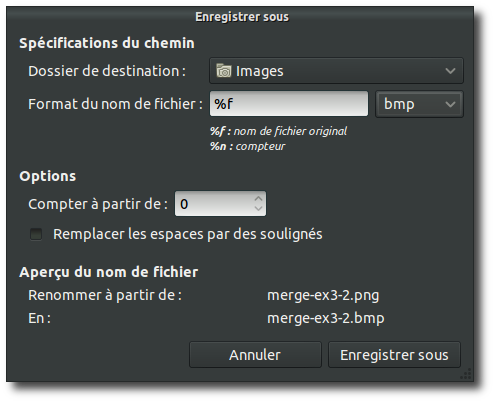 Enregistrer sous
Spécifications du chemin
Dossier de destination : Images
Format du nom de fichier : %f bmp
%f : nom de fichier original
%n : compteur
Options
Compter à partir de : 0
Remplacer les espaces par des soulignés
Aperçu du nom de fichier
Renommer à partir de : merge-ex3-2.png
En : merge-ex3-2.bmp
Annuler Enregistrer sous